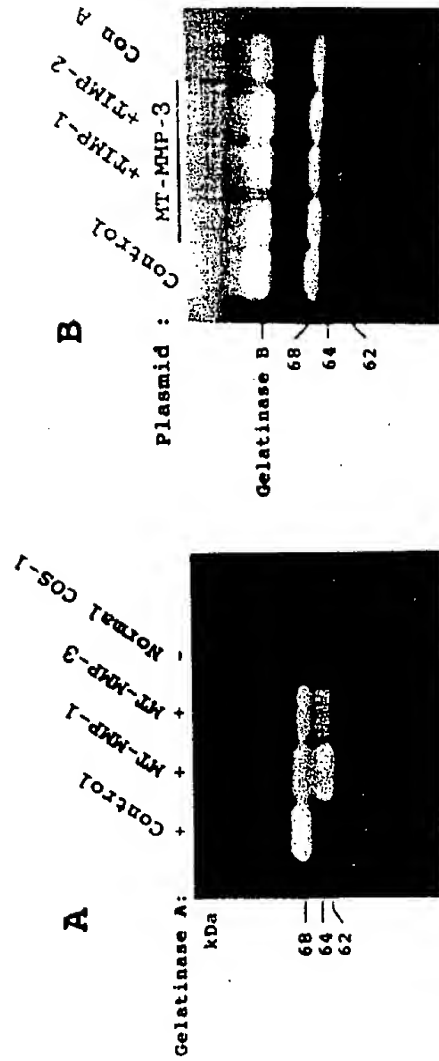 A
Control
MT-MMP-1
MT-MMP-3
Normal COS-1
Gelatinase A: + + + -
kDa
68
64
62
B
Control
+TIMP-1
+TIMP-2
Con A
MT-MMP-3
Plasmid :
Gelatinase B
68
64
62